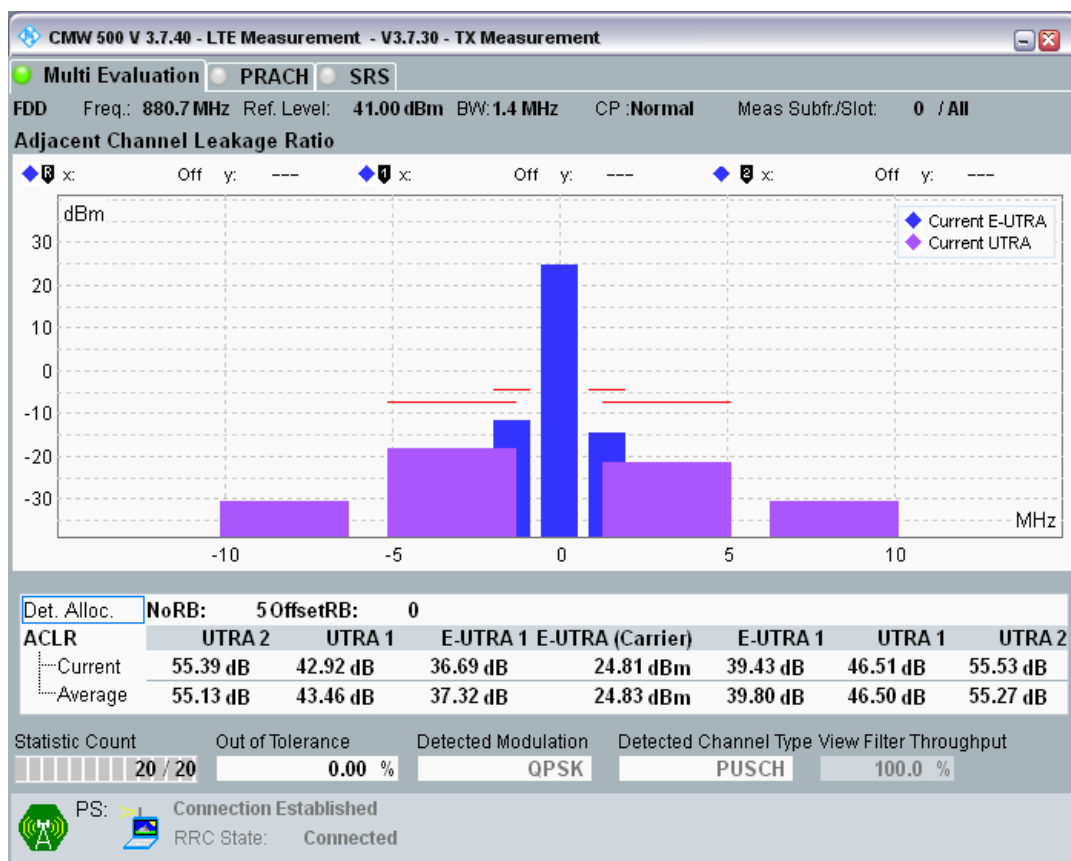 CMW 500 V 3.7.40 - LTE Measurement - V3.7.30 - TX Measurement
Multi Evaluation PRACH SRS
FDD Freq.: 880.7 MHz Ref. Level: 41.00 dBm BW: 1.4 MHz CP :Normal Meas Subfr./Slot: 0 / All
Adjacent Channel Leakage Ratio
R x: Off y: --- 1 x: Off y: --- 2 x: Off y: ---
dBm
Current E-UTRA
Current UTRA
30
20
10
0
-10
-20
-30
MHz
-10 -5 0 5 10
Det. Alloc. NoRB: 5 OffsetRB: 0
ACLR UTRA 2 UTRA 1 E-UTRA 1 E-UTRA (Carrier) E-UTRA 1 UTRA 1 UTRA 2
Current 55.39 dB 42.92 dB 36.69 dB 24.81 dBm 39.43 dB 46.51 dB 55.53 dB
Average 55.13 dB 43.46 dB 37.32 dB 24.83 dBm 39.80 dB 46.50 dB 55.27 dB
Statistic Count Out of Tolerance Detected Modulation Detected Channel Type View Filter Throughput
20 / 20 0.00 % QPSK PUSCH 100.0 %
PS: Connection Established
RRC State: Connected